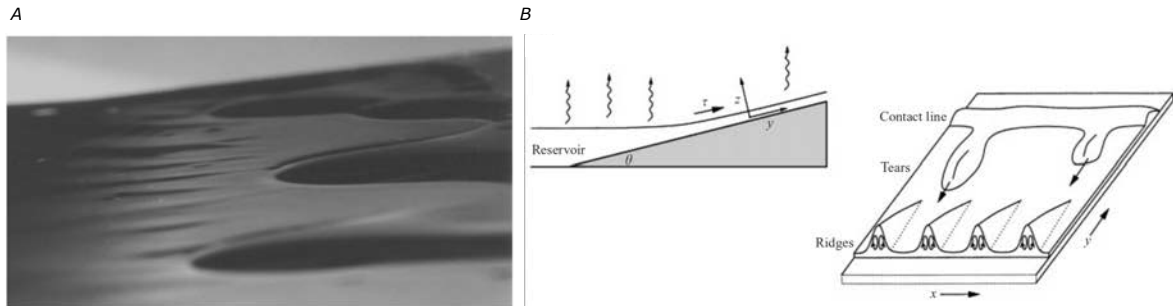 A
B
τ
z
y
Reservoir
θ
Contact line
Tears
Ridges
y
x